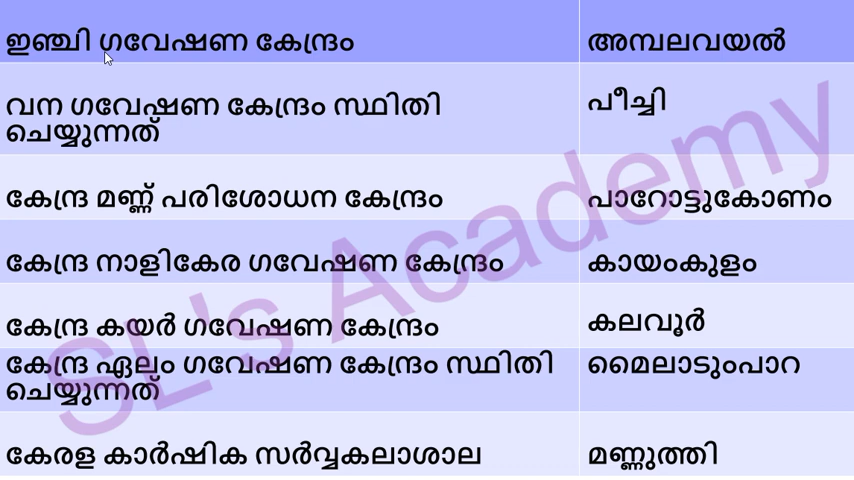 ഇഞ്ചി ഗവേഷണ കേന്ദ്രം അമ്പലവയൽ
വന ഗവേഷണ കേന്ദ്രം സ്ഥിതി
ചെയ്യുന്നത് പീച്ചി
കേന്ദ്ര മണ്ണ് പരിശോധന കേന്ദ്രം പാറോട്ടുകോണം
കേന്ദ്ര നാളികേര ഗവേഷണ കേന്ദ്രം കായംകുളം
കേന്ദ്ര കയർ ഗവേഷണ കേന്ദ്രം കലവൂർ
കേന്ദ്ര ഏലം ഗവേഷണ കേന്ദ്രം സ്ഥിതി
ചെയ്യുന്നത് മൈലാടുംപാറ
കേരള കാർഷിക സർവ്വകലാശാല മണ്ണുത്തി
SL's Academy